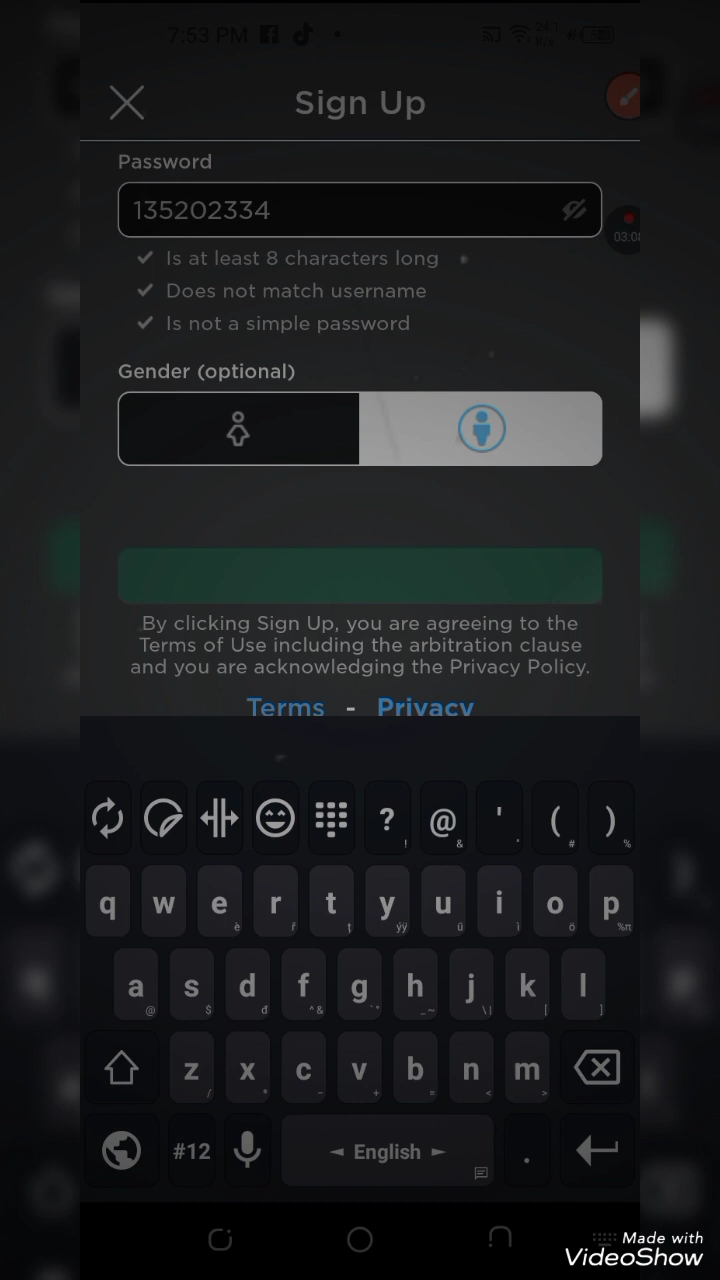 7:53 PM
Sign Up
Password
135202334
03:08
Is at least 8 characters long
Does not match username
Is not a simple password
Gender (optional)
By clicking Sign Up, you are agreeing to the
Terms of Use including the arbitration clause
and you are acknowledging the Privacy Policy.
Terms - Privacy
? ! @ & ' ( # ) %
q w e r t y u i o p
a s d f g h j k l
z x c v b n m
#12 English .
Made with
VideoShow